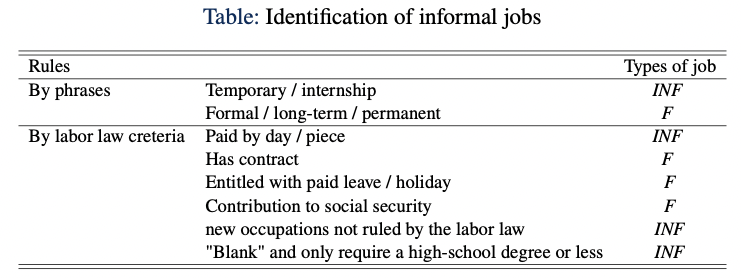 Table: Identification of informal jobs
Rules Types of job
By phrases Temporary / internship INF
Formal / long-term / permanent F
By labor law creteria Paid by day / piece INF
Has contract F
Entitled with paid leave / holiday F
Contribution to social security F
new occupations not ruled by the labor law INF
"Blank" and only require a high-school degree or less INF